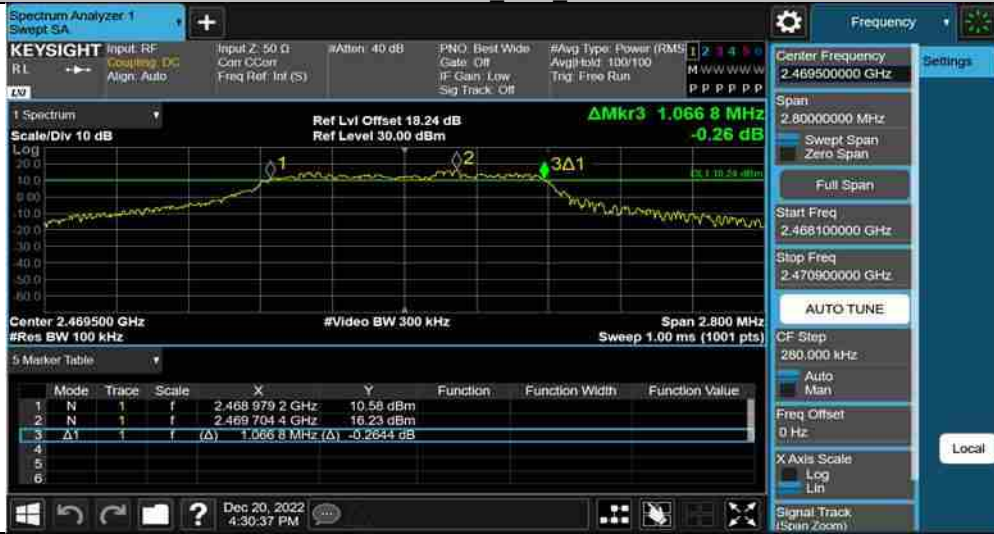 Spectrum Analyzer 1
Swept SA
+
Frequency
KEYSIGHT
RL
LXI
Input: RF
Coupling: DC
Align: Auto
Input Z: 50 Ω
Corr CCorr
Freq Ref: Int (S)
#Atten: 40 dB
PNO: Best Wide
Gate: Off
IF Gain: Low
Sig Track: Off
#Avg Type: Power (RMS
Avg|Hold: 100/100
Trig: Free Run
1 2 3 4 5 6
M W W W W W
P P P P P P
Center Frequency
2.469500000 GHz
Settings
Span
2.80000000 MHz
Swept Span
Zero Span
Full Span
Start Freq
2.468100000 GHz
Stop Freq
2.470900000 GHz
AUTO TUNE
CF Step
280.000 kHz
Auto
Man
Freq Offset
0 Hz
X Axis Scale
Log
Lin
Signal Track
(Span Zoom)
Local
1 Spectrum
Scale/Div 10 dB
Ref Lvl Offset 18.24 dB
Ref Level 30.00 dBm
ΔMkr3 1.066 8 MHz
-0.26 dB
Log
20.0
10.0
0.00
-10.0
-20.0
-30.0
-40.0
-50.0
-60.0
1
2
3Δ1
DL1 10.24 dBm
Center 2.469500 GHz
#Res BW 100 kHz
#Video BW 300 kHz
Span 2.800 MHz
Sweep 1.00 ms (1001 pts)
5 Marker Table
Mode Trace Scale X Y Function Function Width Function Value
1 N 1 f 2.468 979 2 GHz 10.58 dBm
2 N 1 f 2.469 704 4 GHz 16.23 dBm
3 Δ1 1 f (Δ) 1.066 8 MHz (Δ) -0.2644 dB
4
5
6
?
Dec 20, 2022
4:30:37 PM